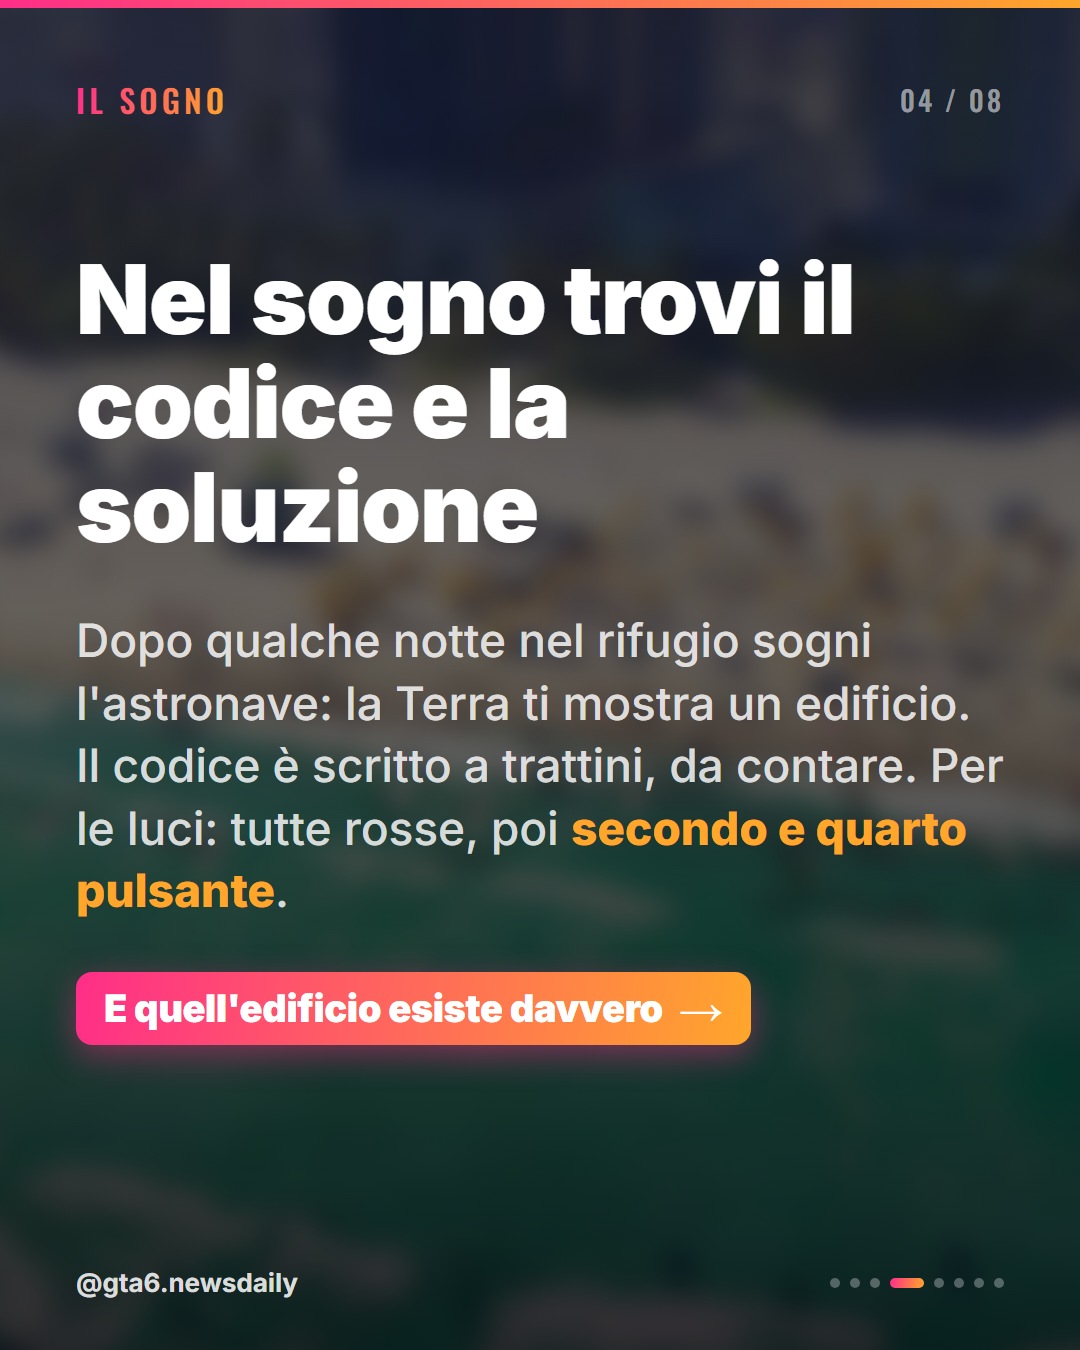 IL SOGNO
04 / 08
Nel sogno trovi il
codice e la
soluzione
Dopo qualche notte nel rifugio sogni
l'astronave: la Terra ti mostra un edificio.
Il codice è scritto a trattini, da contare. Per
le luci: tutte rosse, poi secondo e quarto
pulsante.
E quell'edificio esiste davvero →
@gta6.newsdaily